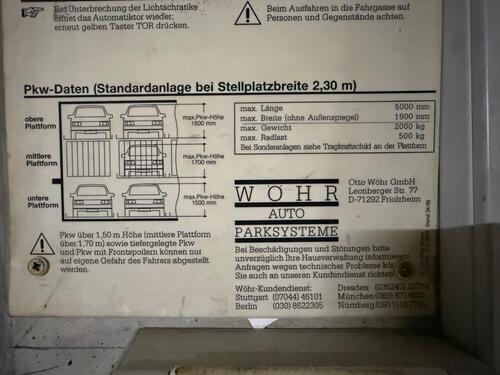 Bei Unterbrechung der Lichtschranke
öffnet das Automatiktor wieder;
erneut gelben Taster TOR drücken.
Beim Ausfahren in die Fahrgasse auf
Personen und Gegenstände achten.
Pkw-Daten (Standardanlage bei Stellplatzbreite 2,30 m)
obere
Plattform
max.Pkw-Höhe
1500 mm
mittlere
Plattform
max.Pkw-Höhe
1700 mm
untere
Plattform
max.Pkw-Höhe
1500 mm
max. Länge 5000 mm
max. Breite (ohne Außenspiegel) 1900 mm
max. Gewicht 2000 kg
max. Radlast 500 kg
Bei Sonderanlagen siehe Tragkraftschild an der Plattform
WÖHR
AUTO
PARKSYSTEME
Otto Wöhr GmbH
Leonberger Str. 77
D-71292 Friolzheim
Pkw über 1,50 m Höhe (mittlere Plattform
über 1,70 m) sowie tiefergelegte Pkw
und Pkw mit Frontspoilern können nur
auf eigene Gefahr des Fahrers abgestellt
werden.
Bei Beschädigungen und Störungen bitte
unverzüglich Ihre Hausverwaltung informieren!
Anfragen wegen technischer Probleme
Sie auch an unseren Kundendienst richten:
Wöhr-Kundendienst: Dresden
Stuttgart (07044) 46101 München
Berlin (030) 8622305 Nürnberg